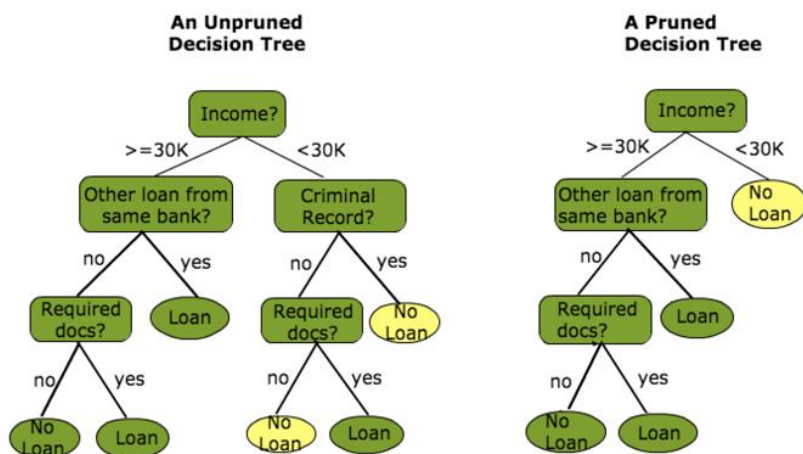 An Unpruned
Decision Tree
Income?
>=30K
<30K
Other loan from
same bank?
Criminal
Record?
no
yes
no
yes
Required
docs?
Loan
Required
docs?
No
Loan
no
yes
no
yes
No
Loan
Loan
No
Loan
Loan
A Pruned
Decision Tree
Income?
>=30K
<30K
Other loan from
same bank?
No
Loan
no
yes
Required
docs?
Loan
no
yes
No
Loan
Loan